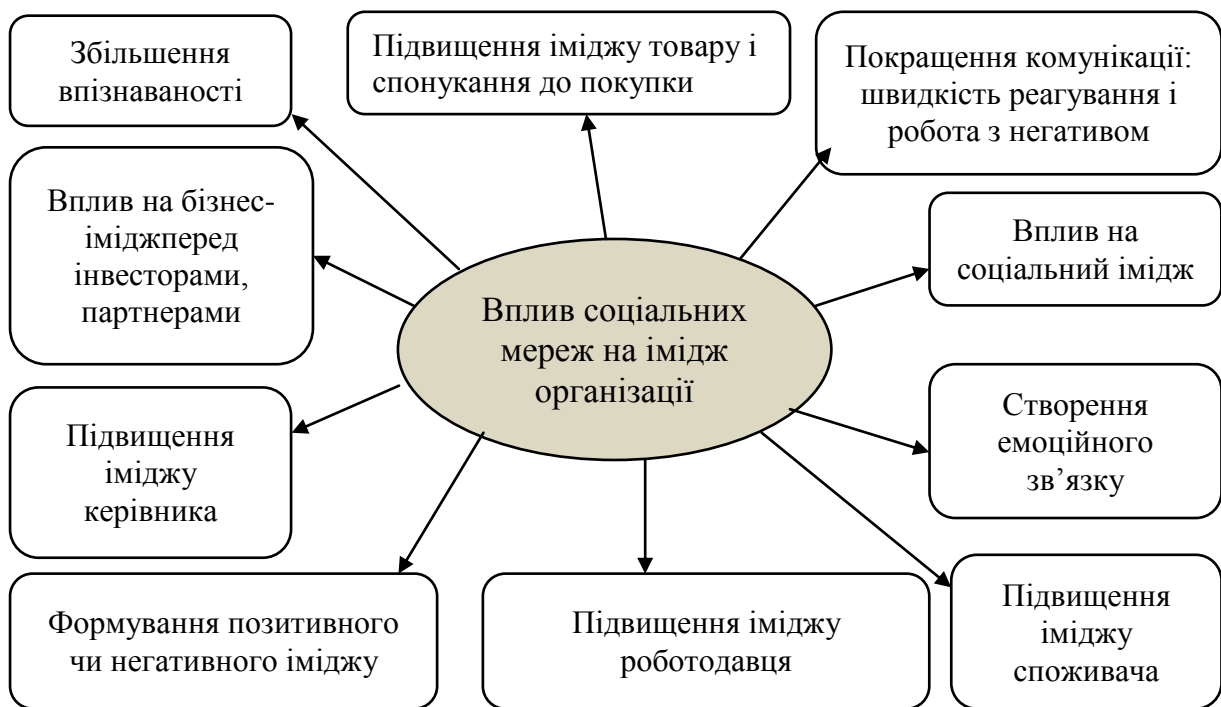 Збільшення
впізнаваності
Підвищення іміджу товару і
спонукання до покупки
Покращення комунікації:
швидкість реагування і
робота з негативом
Вплив на бізнес-
іміджперед
інвесторами,
партнерами
Вплив на
соціальний імідж
Вплив соціальних
мереж на імідж
організації
Підвищення
іміджу
керівника
Створення
емоційного
зв’язку
Формування позитивного
чи негативного іміджу
Підвищення іміджу
роботодавця
Підвищення
іміджу
споживача